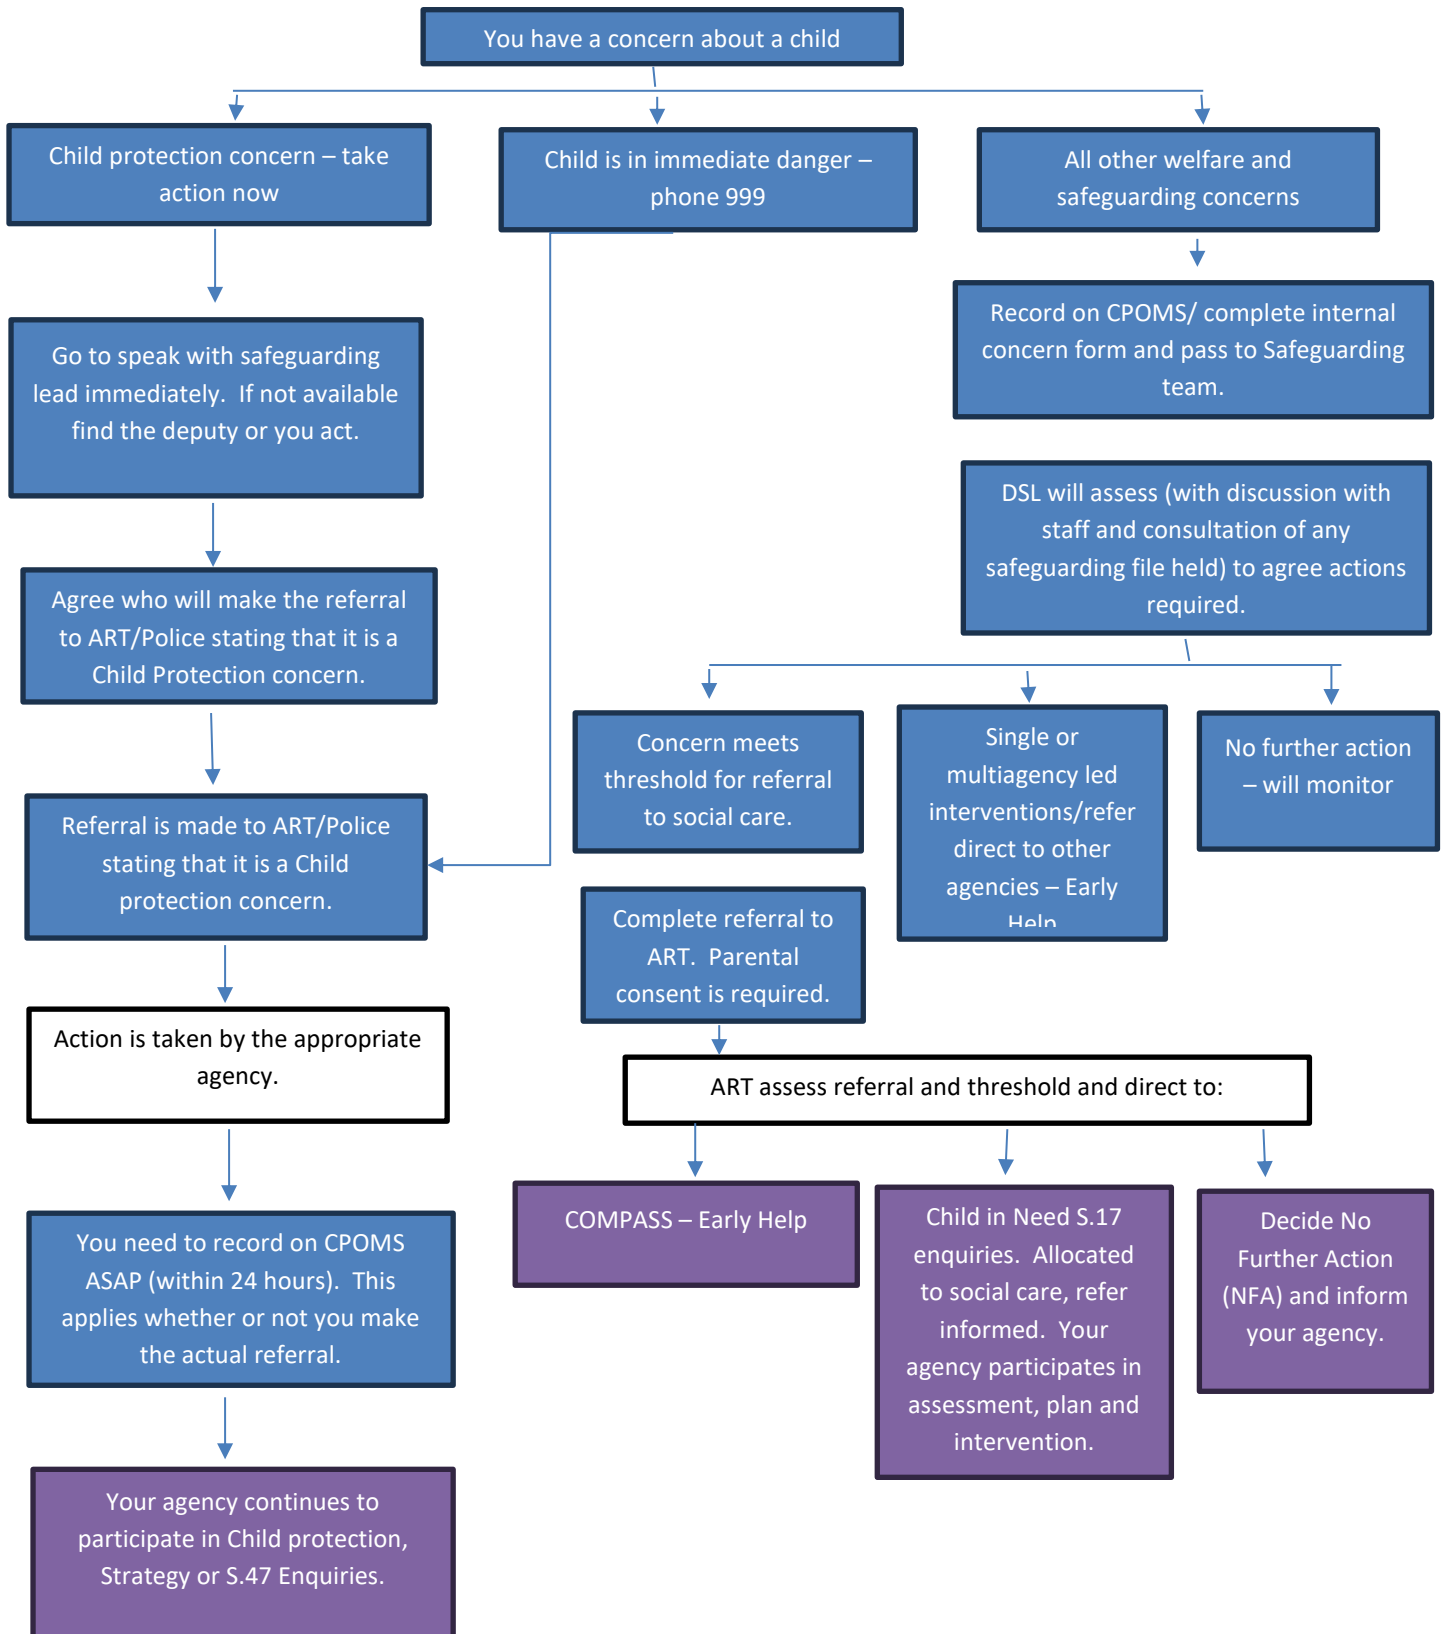 You have a concern about a child
Child protection concern – take
action now
Child is in immediate danger –
phone 999
All other welfare and
safeguarding concerns
Go to speak with safeguarding
lead immediately.  If not available
find the deputy or you act.
Record on CPOMS/ complete internal
concern form and pass to Safeguarding
team.
DSL will assess (with discussion with
staff and consultation of any
safeguarding file held) to agree actions
required.
Agree who will make the referral
to ART/Police stating that it is a
Child Protection concern.
Concern meets
threshold for referral
to social care.
Single or
multiagency led
interventions/refer
direct to other
agencies – Early
Help
No further action
– will monitor
Referral is made to ART/Police
stating that it is a Child
protection concern.
Complete referral to
ART.  Parental
consent is required.
Action is taken by the appropriate
agency.
ART assess referral and threshold and direct to:
You need to record on CPOMS
ASAP (within 24 hours).  This
applies whether or not you make
the actual referral.
COMPASS – Early Help
Child in Need S.17
enquiries.  Allocated
to social care, refer
informed.  Your
agency participates in
assessment, plan and
intervention.
Decide No
Further Action
(NFA) and inform
your agency.
Your agency continues to
participate in Child protection,
Strategy or S.47 Enquiries.